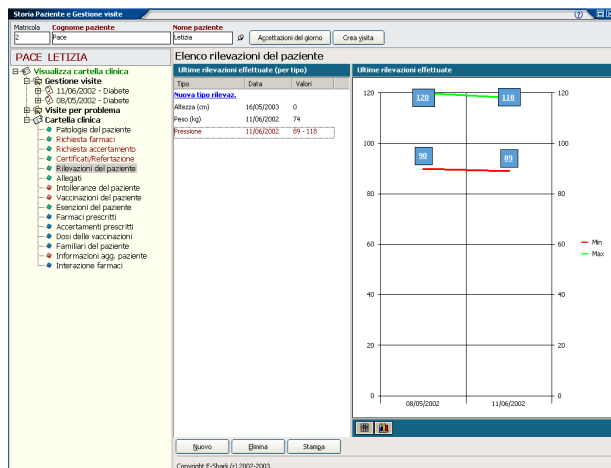 Storia Paziente e Gestione visite
Matricola Cognome paziente Nome paziente
2 Pace Letizia Accettazioni del giorno Crea visita
PACE LETIZIA
Visualizza cartella clinica
Gestione visite
11/06/2002 - Diabete
08/05/2002 - Diabete
Visite per problema
Cartella clinica
Patologie del paziente
Richiesta farmaci
Richiesta accertamento
Certificati/Refertazione
Rilevazioni del paziente
Allegati
Intolleranze del paziente
Vaccinazioni del paziente
Esenzioni del paziente
Farmaci prescritti
Accertamenti prescritti
Dosi delle vaccinazioni
Familiari del paziente
Informazioni agg. paziente
Interazione farmaci
Elenco rilevazioni del paziente
Ultime rilevazioni effettuate (per tipo)
Tipo Data Valori
Nuova tipo rilevaz.
Altezza (cm) 16/05/2003 0
Peso (kg) 11/06/2002 74
Pressione 11/06/2002 89 - 118
Ultime rilevazioni effettuate
120 120 118 120
100 100
90 89
80 80
60 60
Min
Max
40 40
20 20
0 0
08/05/2002 11/06/2002
Nuovo Elimina Stampa
Copyright E-Shark (r) 2002-2003